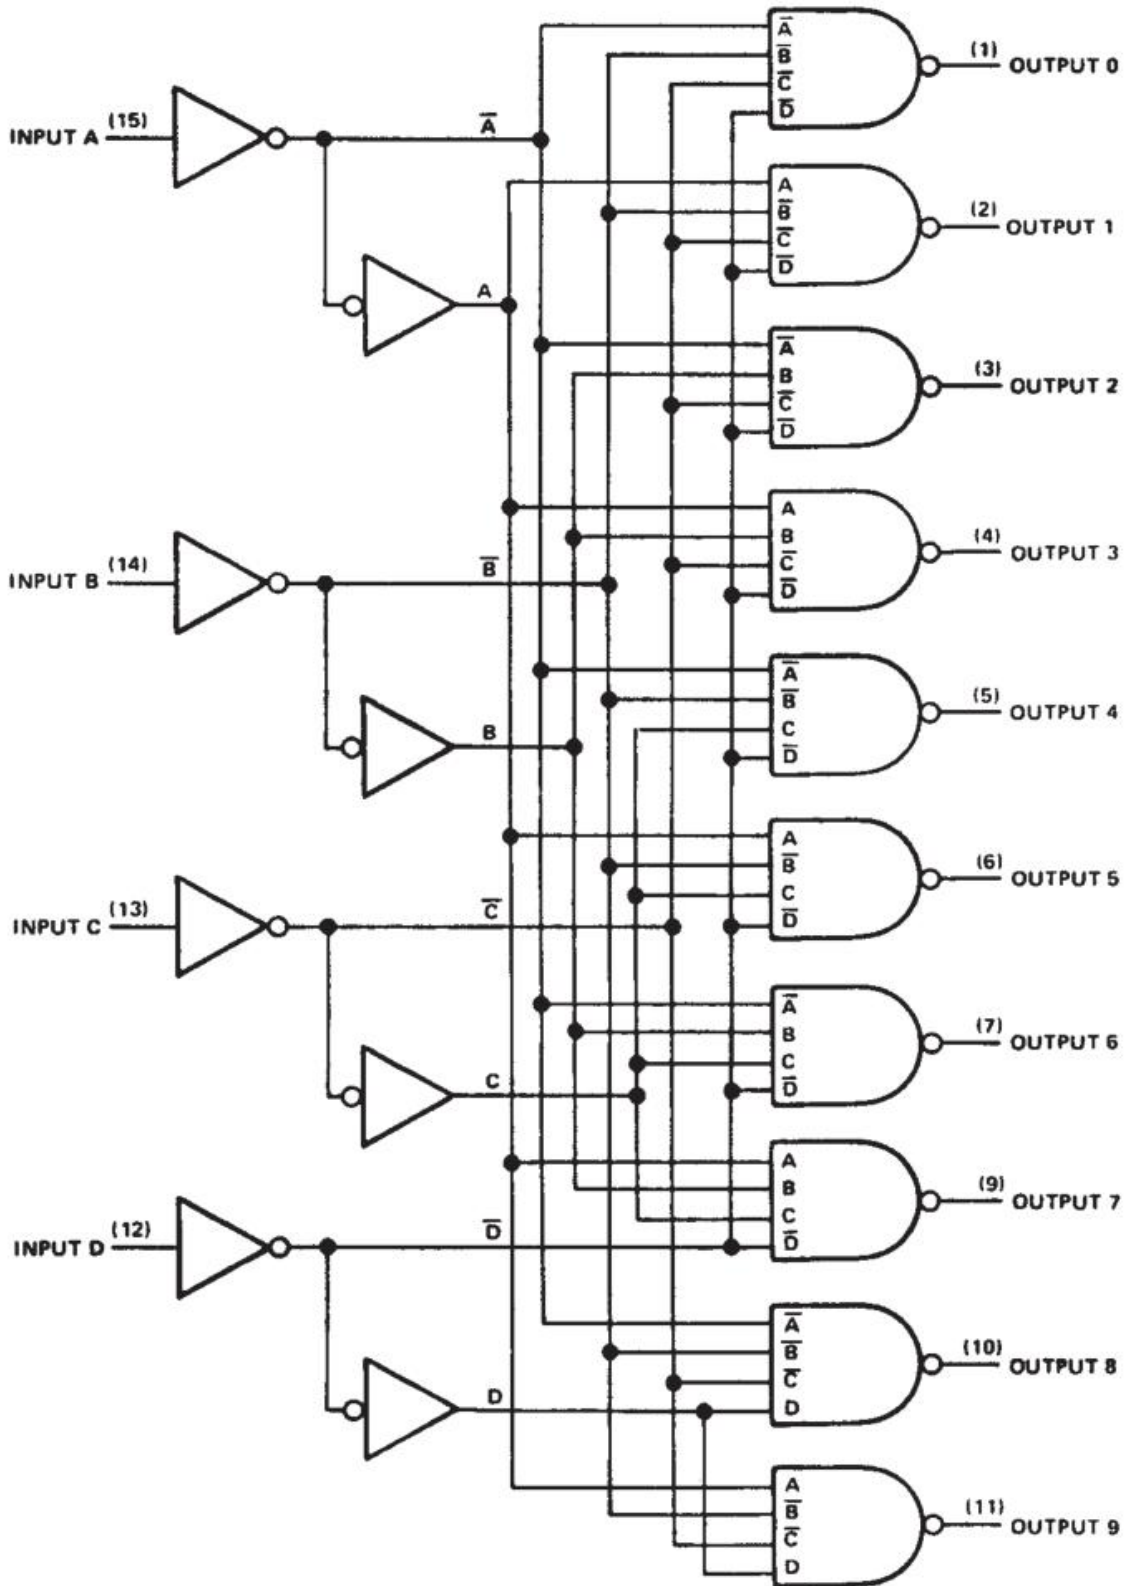 A̅
B̅
C̅
D̅
(1) OUTPUT 0
INPUT A (15)
A̅
A
B̅
C̅
D̅
(2) OUTPUT 1
A
A̅
B
C̅
D̅
(3) OUTPUT 2
A
B
C̅
D̅
(4) OUTPUT 3
INPUT B (14)
B̅
A̅
B̅
C
D̅
(5) OUTPUT 4
B
A
B̅
C
D̅
(6) OUTPUT 5
INPUT C (13)
C̅
A̅
B
C
D̅
(7) OUTPUT 6
C
A
B
C
D̅
(9) OUTPUT 7
INPUT D (12)
D̅
A̅
B̅
C̅
D
(10) OUTPUT 8
D
A
B̅
C̅
D
(11) OUTPUT 9